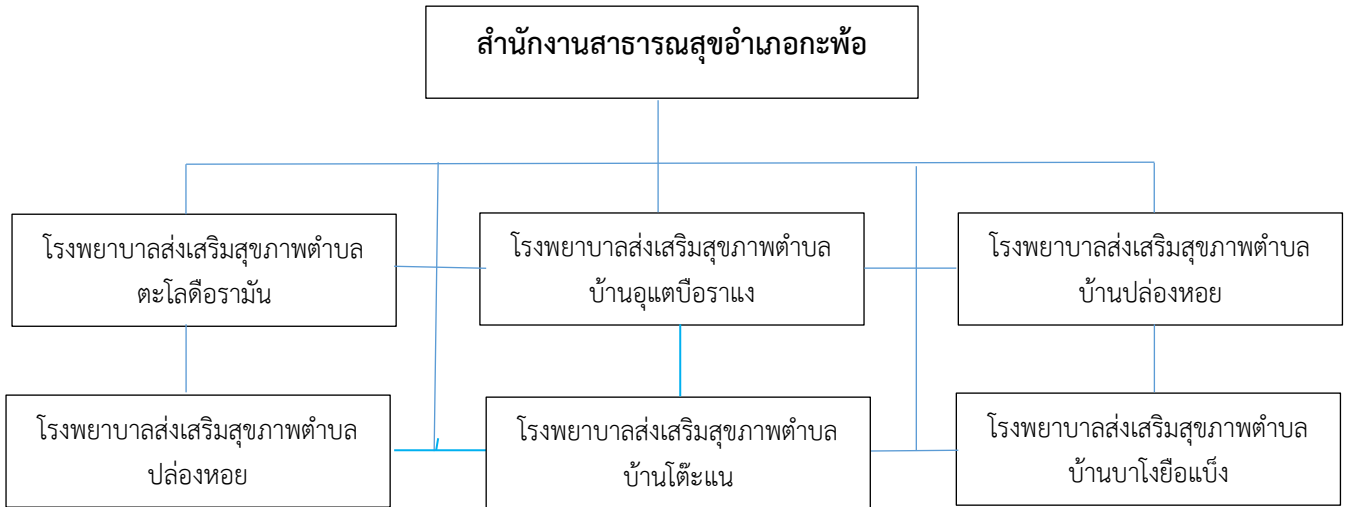 สำนักงานสาธารณสุขอำเภอกะพ้อ
โรงพยาบาลส่งเสริมสุขภาพตำบล
ตะโลดือรามัน
โรงพยาบาลส่งเสริมสุขภาพตำบล
บ้านอุแตบือราแง
โรงพยาบาลส่งเสริมสุขภาพตำบล
บ้านปล่องหอย
โรงพยาบาลส่งเสริมสุขภาพตำบล
ปล่องหอย
โรงพยาบาลส่งเสริมสุขภาพตำบล
บ้านโต๊ะแน
โรงพยาบาลส่งเสริมสุขภาพตำบล
บ้านบาโงยือแบ็ง